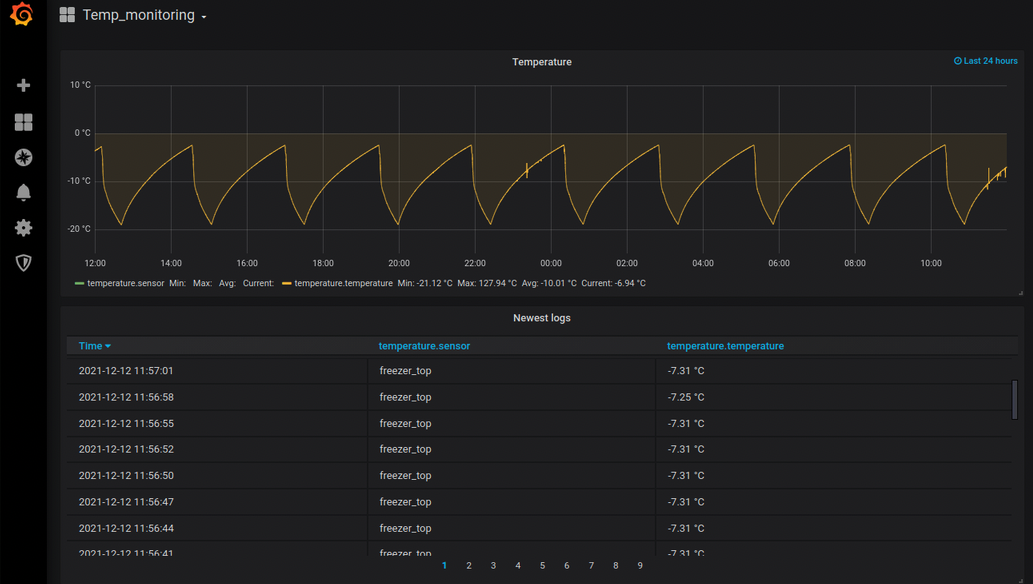 Temp_monitoring
Temperature
Last 24 hours
10 °C
0 °C
-10 °C
-20 °C
12:00 14:00 16:00 18:00 20:00 22:00 00:00 02:00 04:00 06:00 08:00 10:00
temperature.sensor Min: Max: Avg: Current: temperature.temperature Min: -21.12 °C Max: 127.94 °C Avg: -10.01 °C Current: -6.94 °C
Newest logs
Time temperature.sensor temperature.temperature
2021-12-12 11:57:01 freezer_top -7.31 °C
2021-12-12 11:56:58 freezer_top -7.25 °C
2021-12-12 11:56:55 freezer_top -7.31 °C
2021-12-12 11:56:52 freezer_top -7.31 °C
2021-12-12 11:56:50 freezer_top -7.31 °C
2021-12-12 11:56:47 freezer_top -7.31 °C
2021-12-12 11:56:44 freezer_top -7.31 °C
2021-12-12 11:56:41 freezer_top -7.31 °C
1 2 3 4 5 6 7 8 9